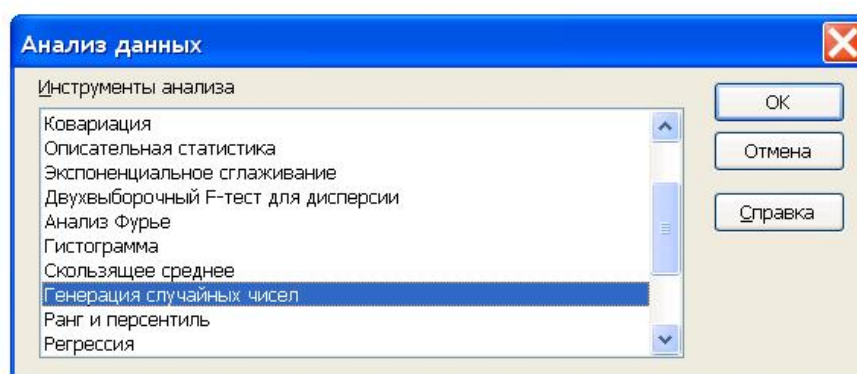 Анализ данных
Инструменты анализа
Ковариация
Описательная статистика
Экспоненциальное сглаживание
Двухвыборочный F-тест для дисперсии
Анализ Фурье
Гистограмма
Скользящее среднее
Генерация случайных чисел
Ранг и персентиль
Регрессия
ОК
Отмена
Справка